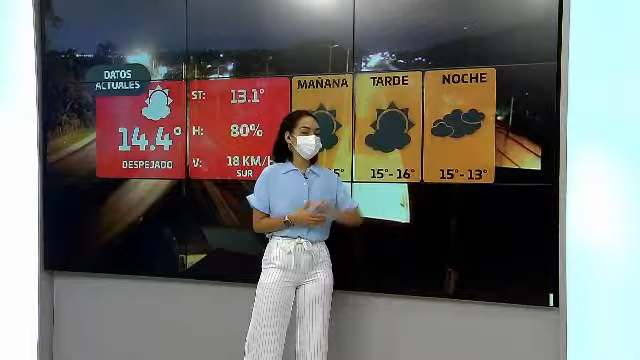 DATOS
ACTUALES
14.4°
DESPEJADO
ST: 13.1°
H: 80%
V: 18 KM/H
SUR
MAÑANA
TARDE
15°- 16°
NOCHE
15°- 13°